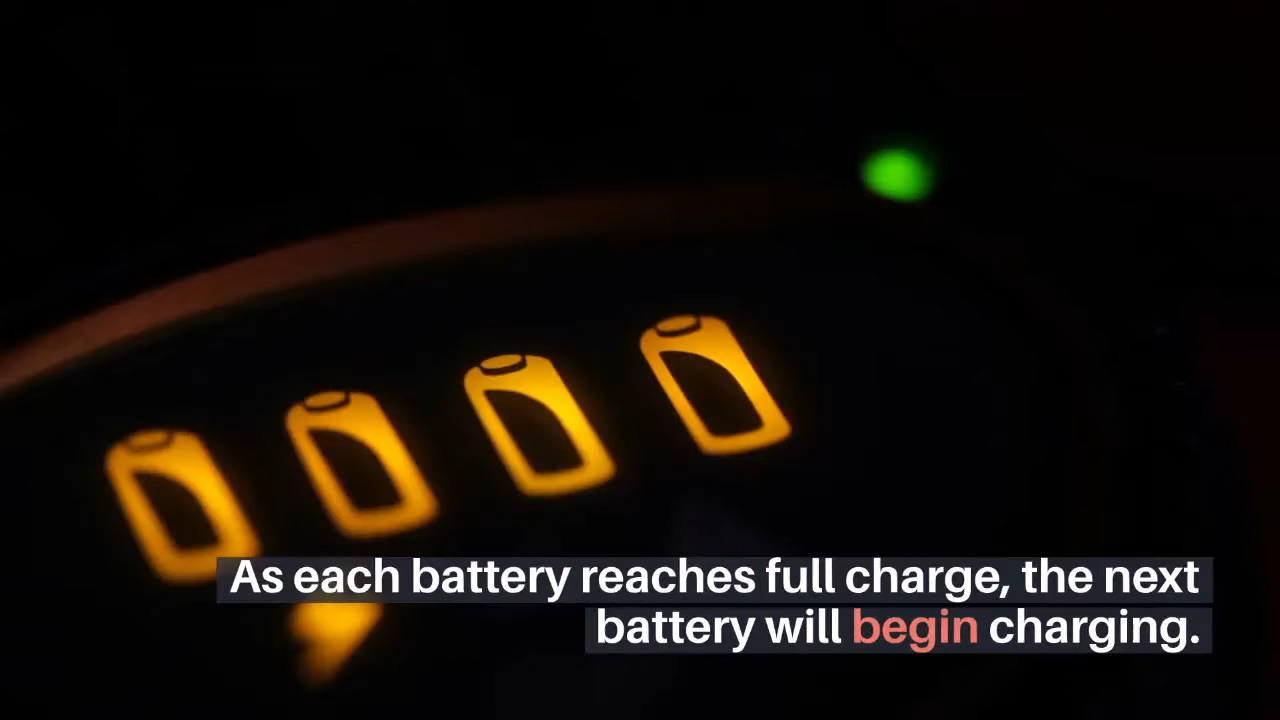 As each battery reaches full charge, the next
battery will begin charging.